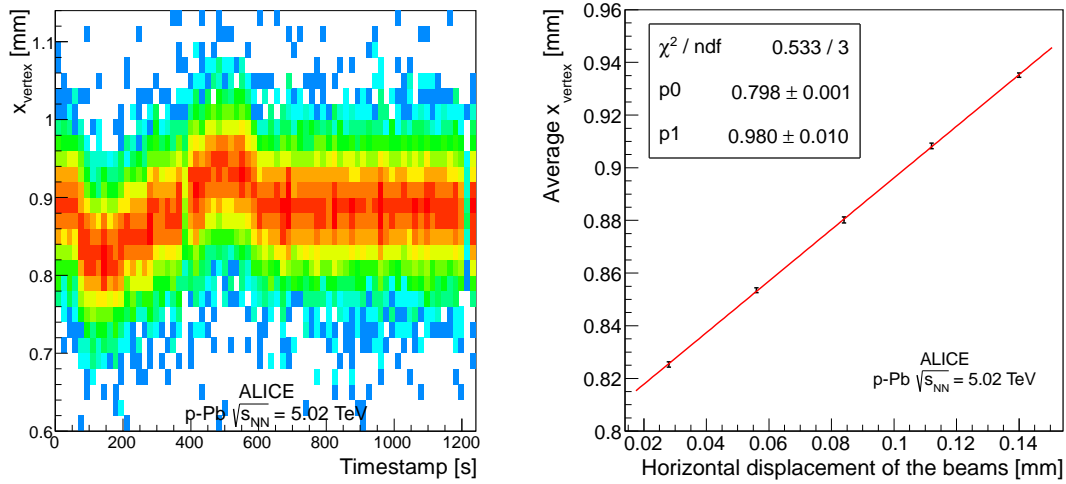 x_vertex [mm]
1.1
1
0.9
0.8
0.7
0.6
0 200 400 600 800 1000 1200
Timestamp [s]
ALICE
p-Pb √s_NN = 5.02 TeV
Average x_vertex [mm]
0.96
0.94
0.92
0.9
0.88
0.86
0.84
0.82
0.8
0.02 0.04 0.06 0.08 0.1 0.12 0.14
Horizontal displacement of the beams [mm]
χ² / ndf 0.533 / 3
p0 0.798 ± 0.001
p1 0.980 ± 0.010
ALICE
p-Pb √s_NN = 5.02 TeV